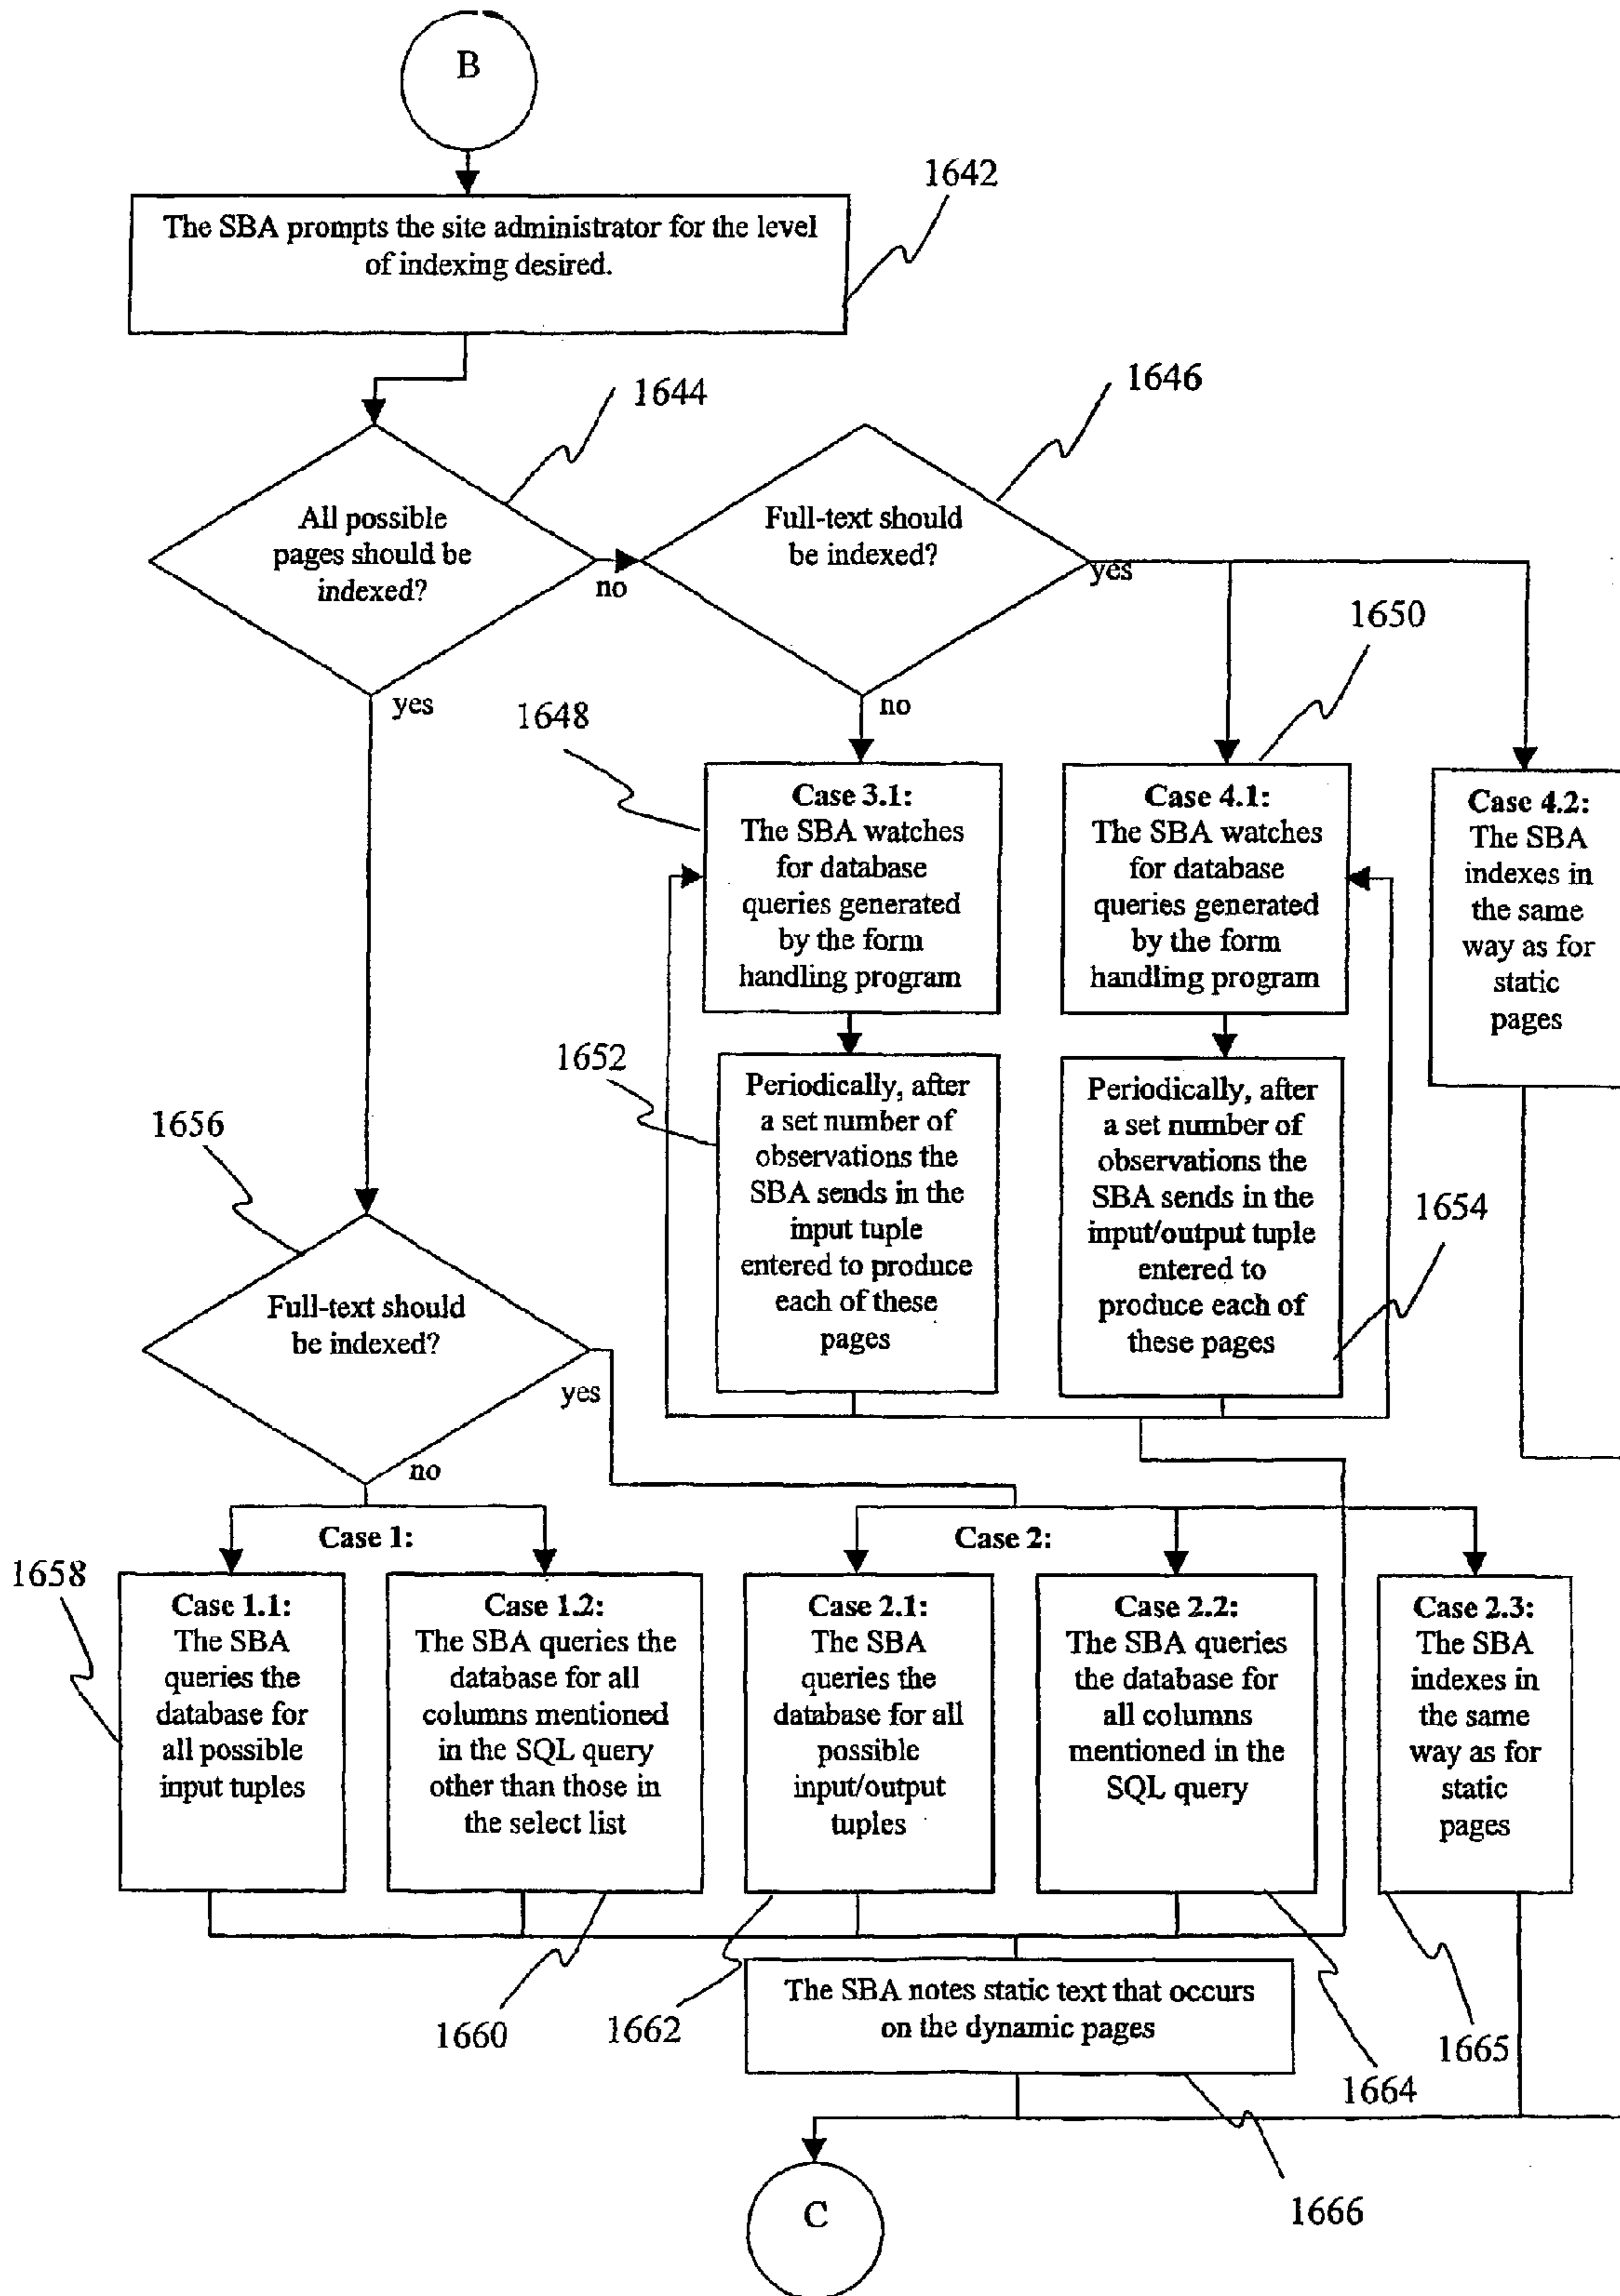 B
1642
The SBA prompts the site administrator for the level
of indexing desired.
1644
1646
All possible
pages should be
indexed?
no
yes
Full-text should
be indexed?
yes
no
1650
1648
Case 3.1:
The SBA watches
for database
queries generated
by the form
handling program
Case 4.1:
The SBA watches
for database
queries generated
by the form
handling program
Case 4.2:
The SBA
indexes in
the same
way as for
static
pages
1652
Periodically, after
a set number of
observations the
SBA sends in the
input tuple
entered to produce
each of these
pages
Periodically, after
a set number of
observations the
SBA sends in the
input/output tuple
entered to
produce each of
these pages
1654
1656
Full-text should
be indexed?
yes
no
Case 1:
Case 2:
1658
Case 1.1:
The SBA
queries the
database for
all possible
input tuples
Case 1.2:
The SBA queries the
database for all
columns mentioned
in the SQL query
other than those in
the select list
Case 2.1:
The SBA
queries the
database for all
possible
input/output
tuples
Case 2.2:
The SBA queries
the database for
all columns
mentioned in the
SQL query
Case 2.3:
The SBA
indexes in
the same
way as for
static
pages
1660
1662
The SBA notes static text that occurs
on the dynamic pages
1665
1664
1666
C